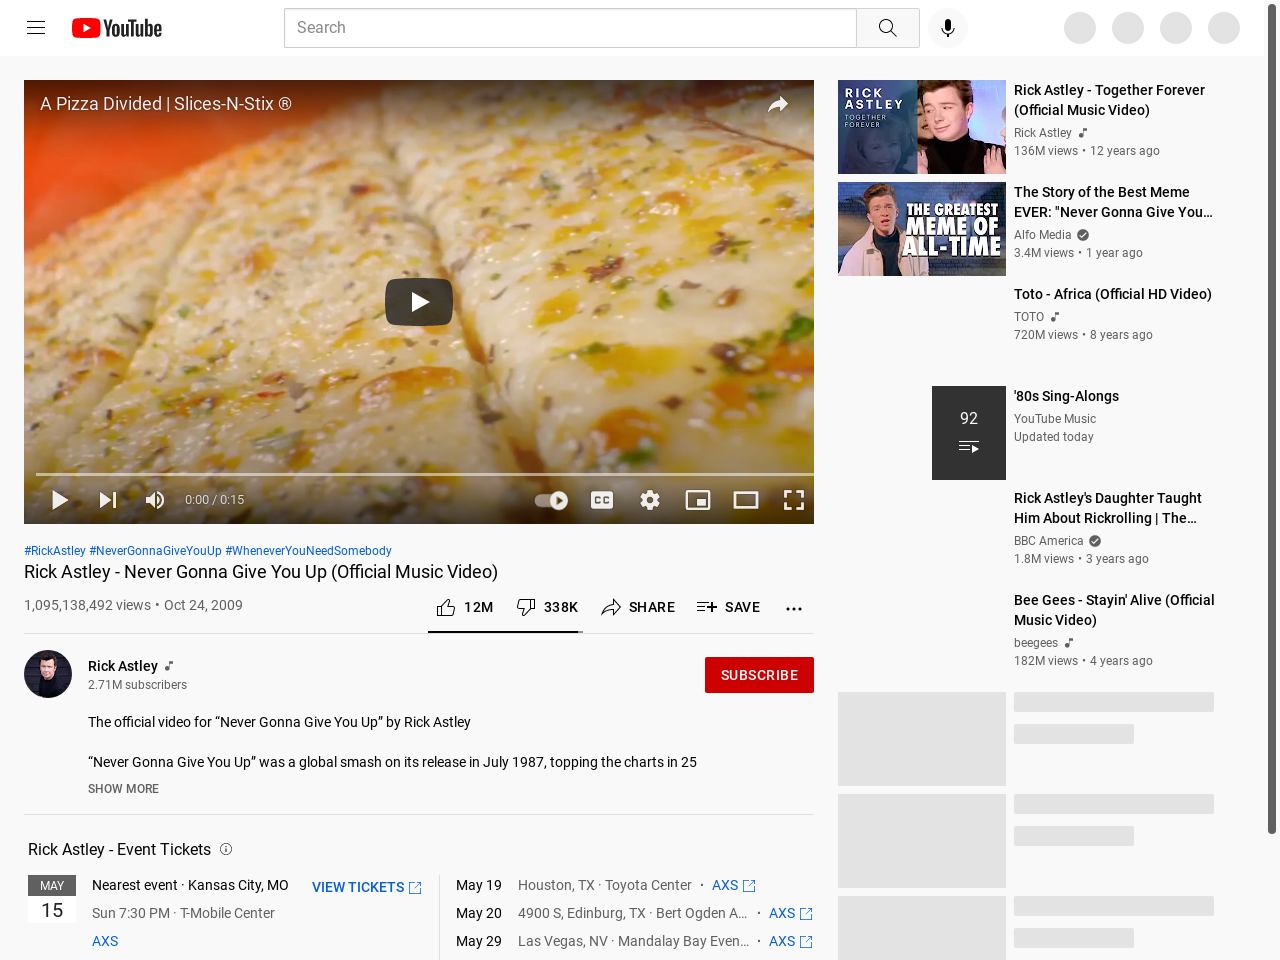 YouTube
Search
A Pizza Divided | Slices-N-Stix ®
0:00 / 0:15
CC
#RickAstley #NeverGonnaGiveYouUp #WheneverYouNeedSomebody
Rick Astley - Never Gonna Give You Up (Official Music Video)
1,095,138,492 views • Oct 24, 2009
12M
338K
SHARE
SAVE
Rick Astley
2.71M subscribers
SUBSCRIBE
The official video for “Never Gonna Give You Up” by Rick Astley
“Never Gonna Give You Up” was a global smash on its release in July 1987, topping the charts in 25
SHOW MORE
Rick Astley - Event Tickets
MAY
15
Nearest event · Kansas City, MO
Sun 7:30 PM · T-Mobile Center
AXS
VIEW TICKETS
May 19 Houston, TX · Toyota Center · AXS
May 20 4900 S, Edinburg, TX · Bert Ogden A... · AXS
May 29 Las Vegas, NV · Mandalay Bay Even... · AXS
RICK
ASTLEY
TOGETHER
FOREVER
Rick Astley - Together Forever
(Official Music Video)
Rick Astley
136M views • 12 years ago
THE GREATEST
MEME OF
ALL-TIME
The Story of the Best Meme
EVER: "Never Gonna Give You...
Alfo Media
3.4M views • 1 year ago
Toto - Africa (Official HD Video)
TOTO
720M views • 8 years ago
92
'80s Sing-Alongs
YouTube Music
Updated today
Rick Astley's Daughter Taught
Him About Rickrolling | The...
BBC America
1.8M views • 3 years ago
Bee Gees - Stayin' Alive (Official
Music Video)
beegees
182M views • 4 years ago